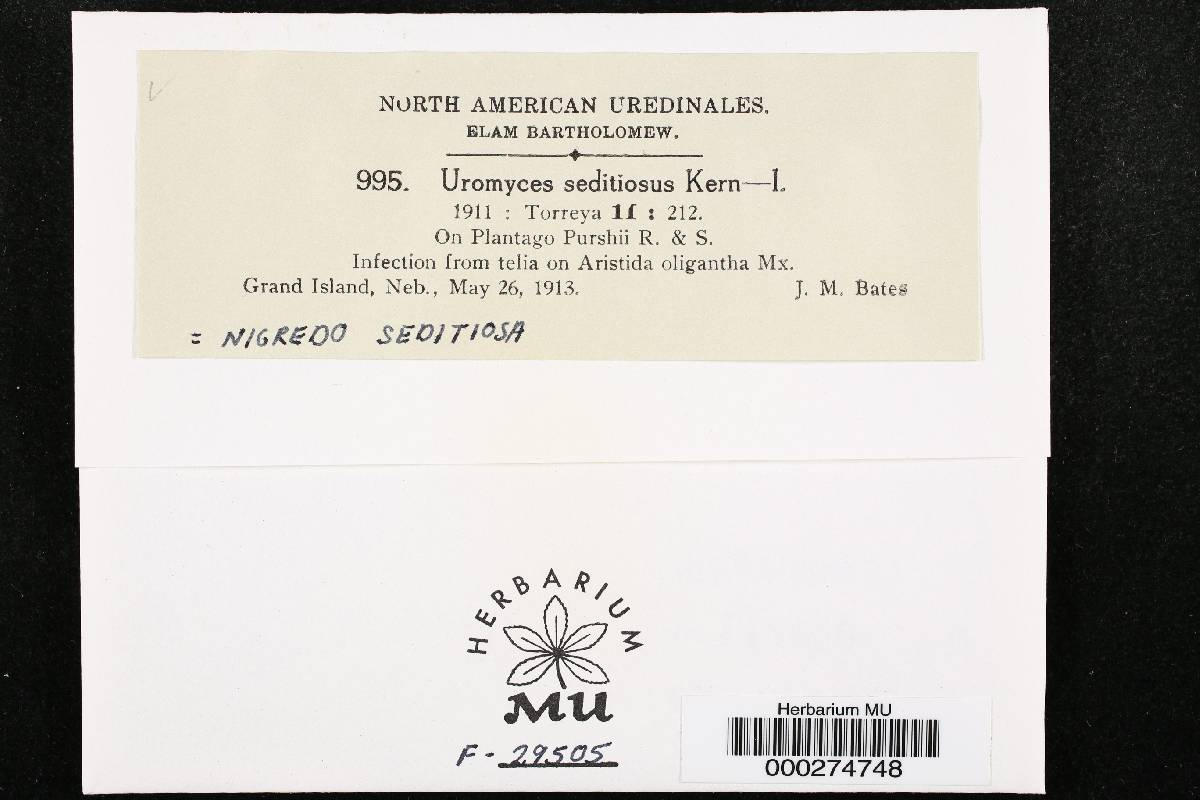 NORTH AMERICAN UREDINALES.
ELAM BARTHOLOMEW.
995. Uromyces seditiosus Kern—I.
1911 : Torreya 11 : 212.
On Plantago Purshii R. & S.
Infection from telia on Aristida oligantha Mx.
Grand Island, Neb., May 26, 1913. J. M. Bates
= NIGREDO SEDITIOSA
HERBARIUM
MU
F-29505
Herbarium MU
000274748